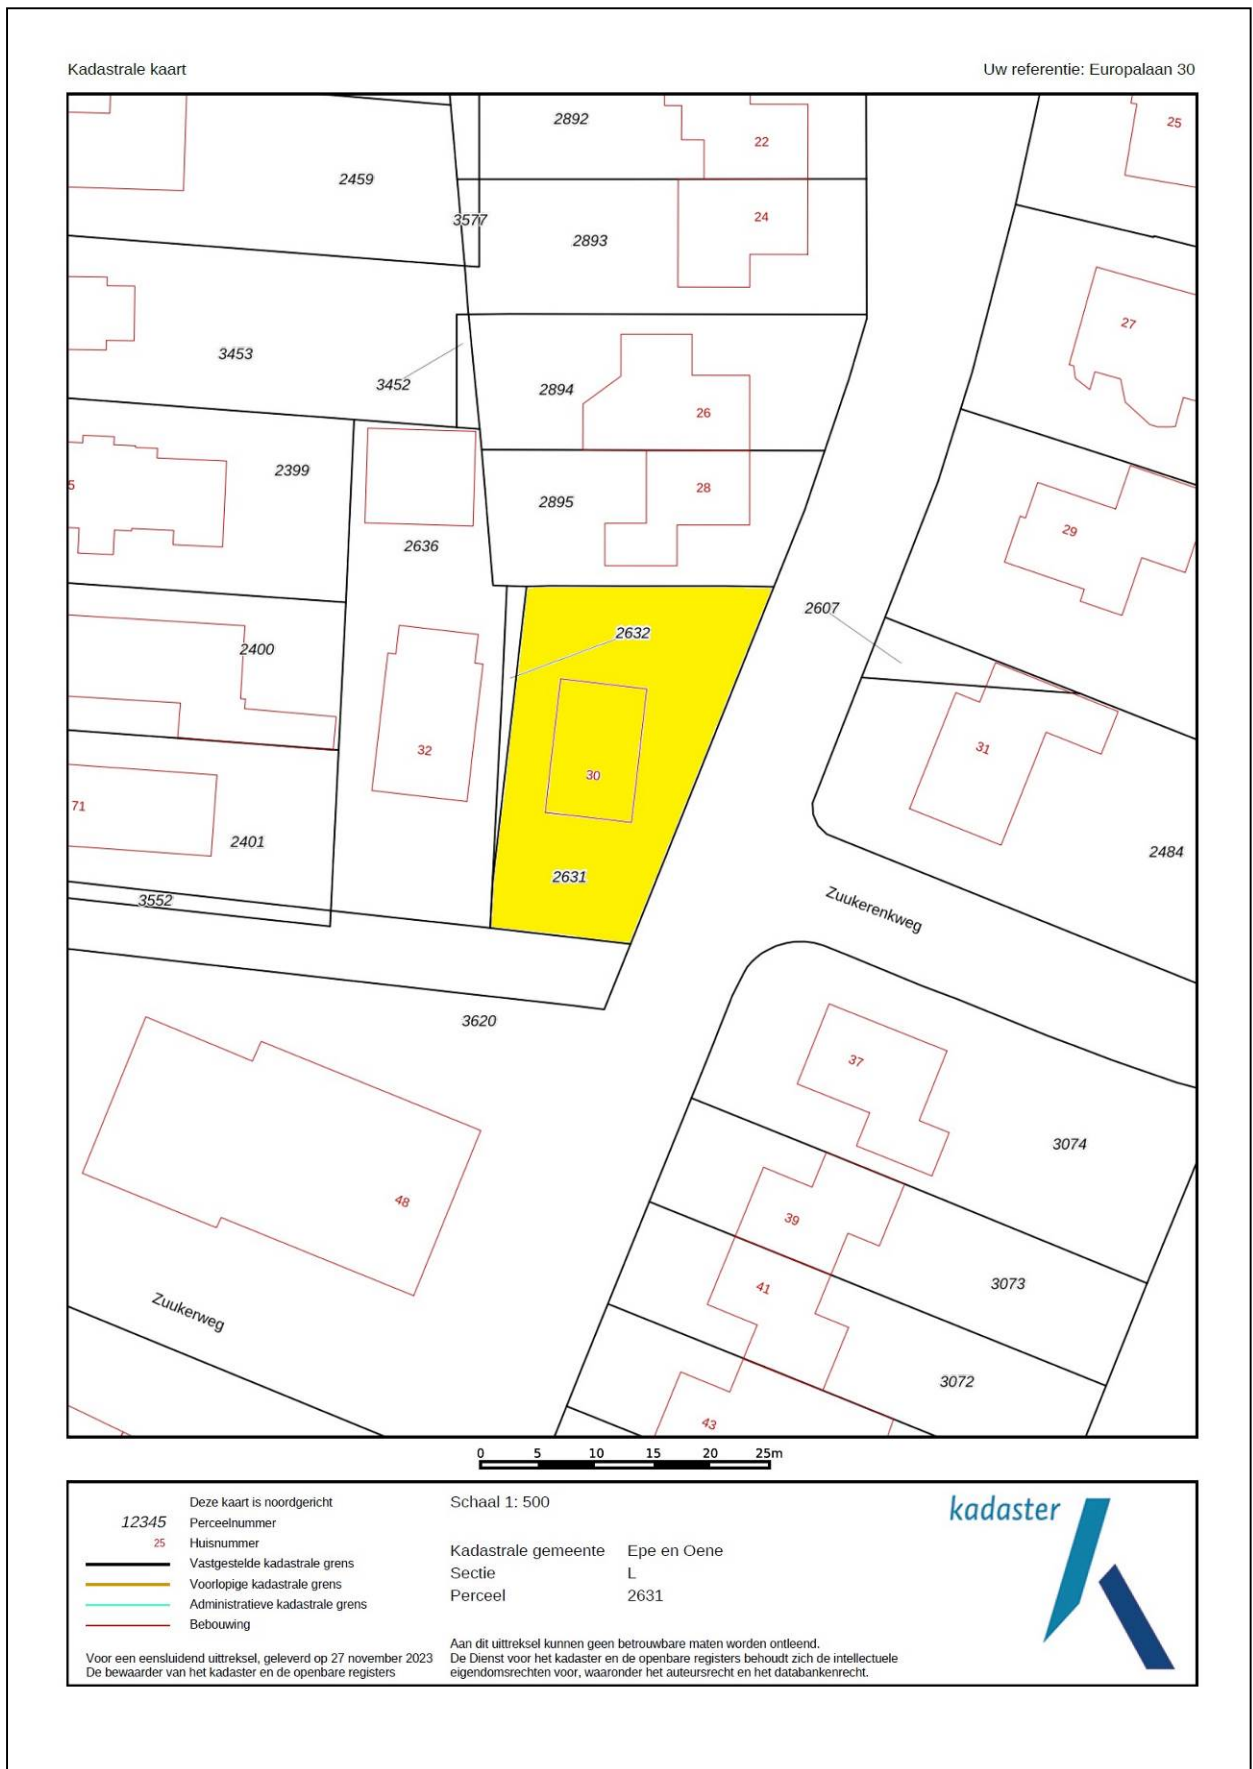 Kadastrale kaart
Uw referentie: Europalaan 30
2892
22
25
2459
3577
24
2893
27
3453
3452
2894
26
2399
5
2895
28
29
2636
2607
2632
2400
32
30
31
71
2401
2484
2631
3552
Zuukerenkweg
3620
37
3074
48
39
3073
41
Zuukerweg
3072
43
0 5 10 15 20 25m
Deze kaart is noordgericht
12345 Perceelnummer
25 Huisnummer
Vastgestelde kadastrale grens
Voorlopige kadastrale grens
Administratieve kadastrale grens
Bebouwing
Voor een eensluidend uittreksel, geleverd op 27 november 2023
De bewaarder van het kadaster en de openbare registers
Schaal 1: 500
Kadastrale gemeente Epe en Oene
Sectie L
Perceel 2631
Aan dit uittreksel kunnen geen betrouwbare maten worden ontleend.
De Dienst voor het kadaster en de openbare registers behoudt zich de intellectuele
eigendomsrechten voor, waaronder het auteursrecht en het databankenrecht.
kadaster